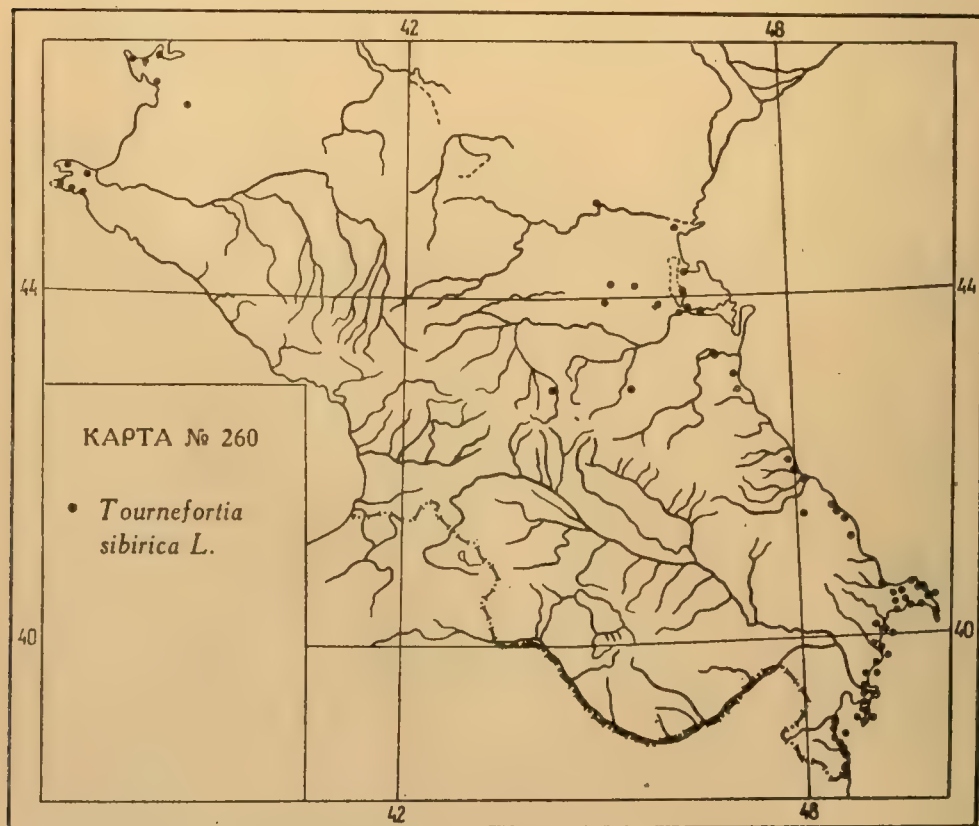 42 48
44 44
КАРТА № 260
Tournefortia
sibirica L.
40 40
42 48